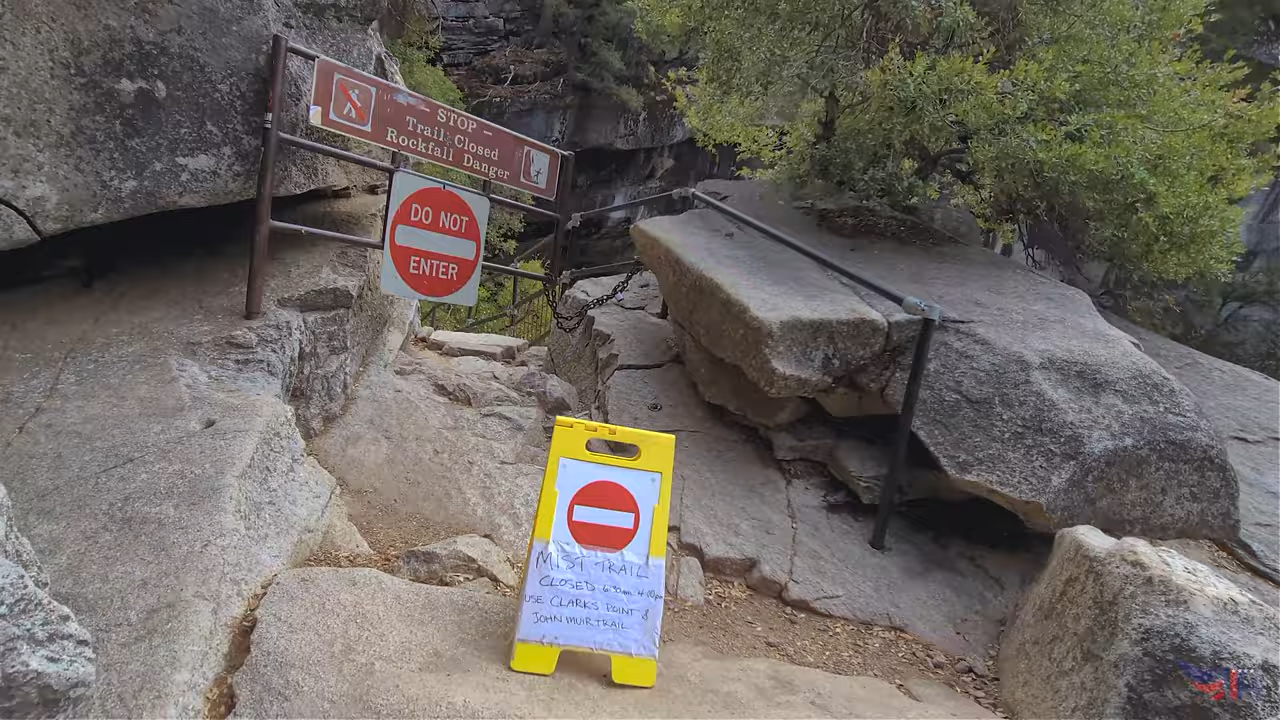 STOP -
Trail Closed
Rockfall Danger
DO NOT
ENTER
MIST TRAIL
CLOSED 6:30am-4:00pm
USE CLARKS POINT &
JOHN MUIR TRAIL